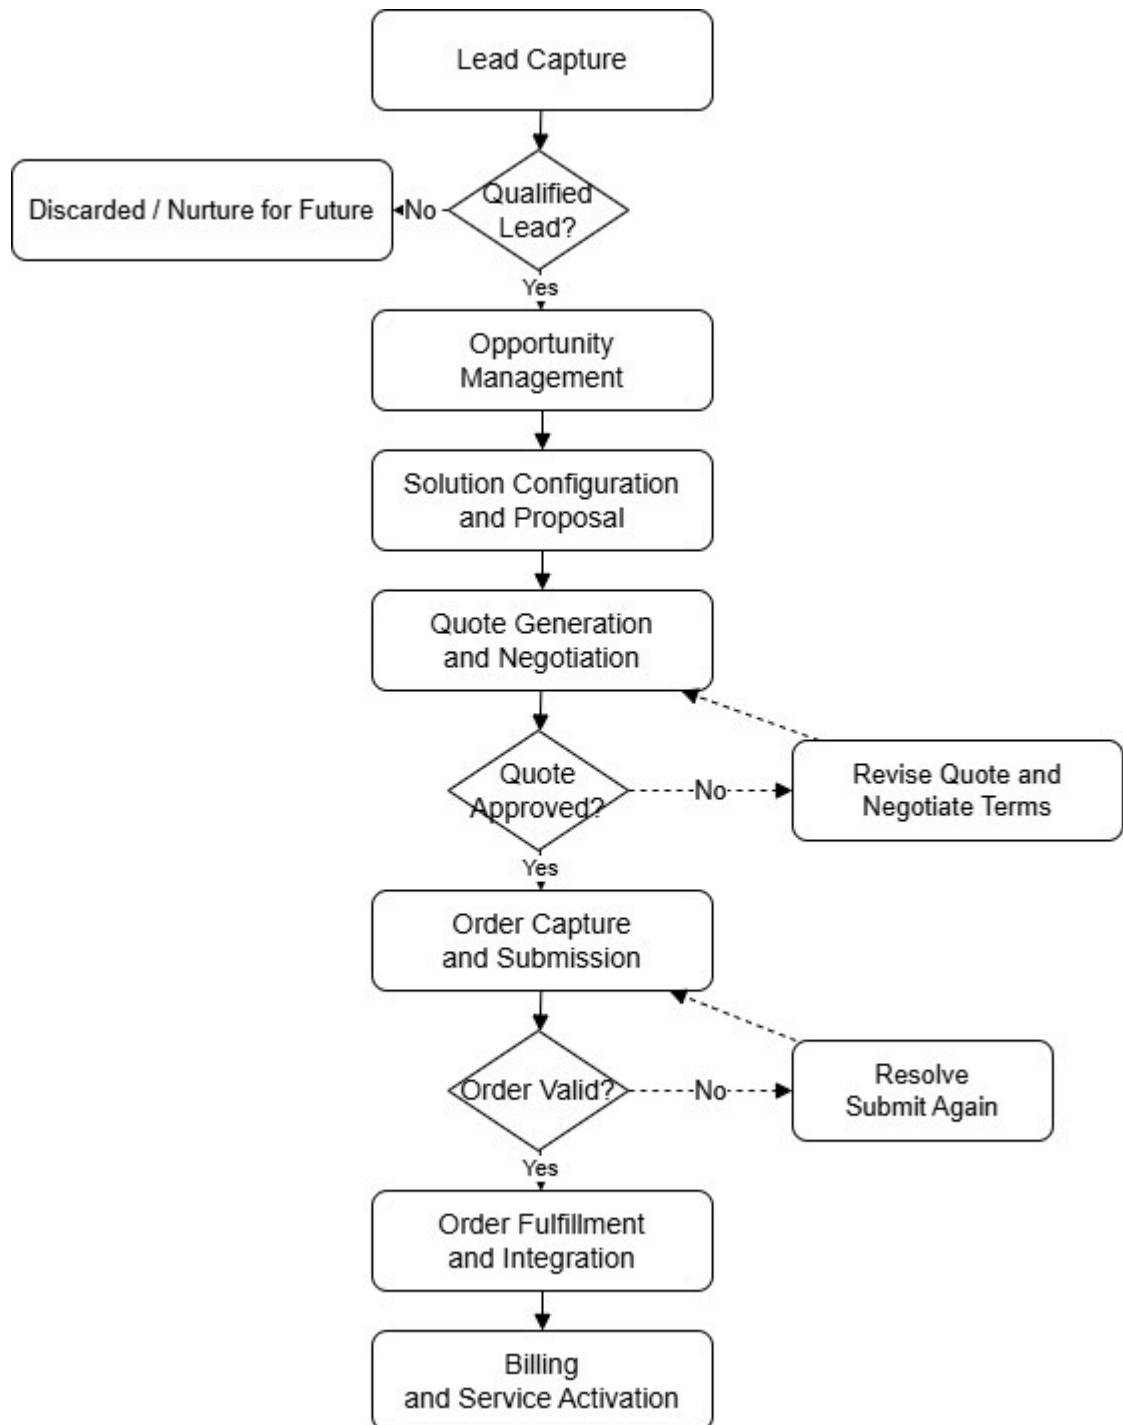 Lead Capture
Qualified
Lead?
No
Discarded / Nurture for Future
Yes
Opportunity
Management
Solution Configuration
and Proposal
Quote Generation
and Negotiation
Quote
Approved?
No
Revise Quote and
Negotiate Terms
Yes
Order Capture
and Submission
Order Valid?
No
Resolve
Submit Again
Yes
Order Fulfillment
and Integration
Billing
and Service Activation